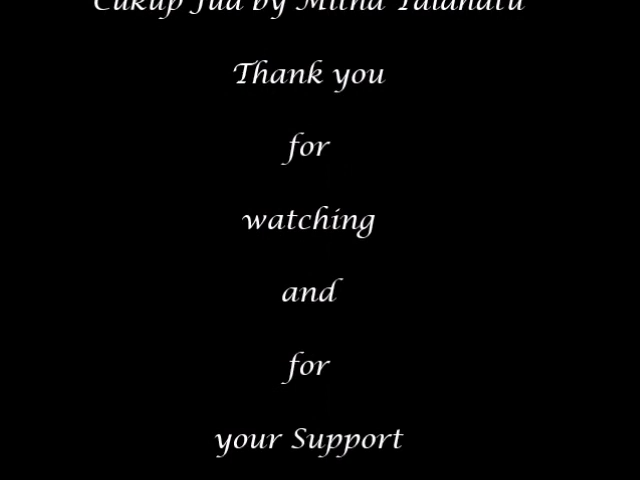 Cukup Jua by Mitha Talahatu
Thank you
for
watching
and
for
your Support